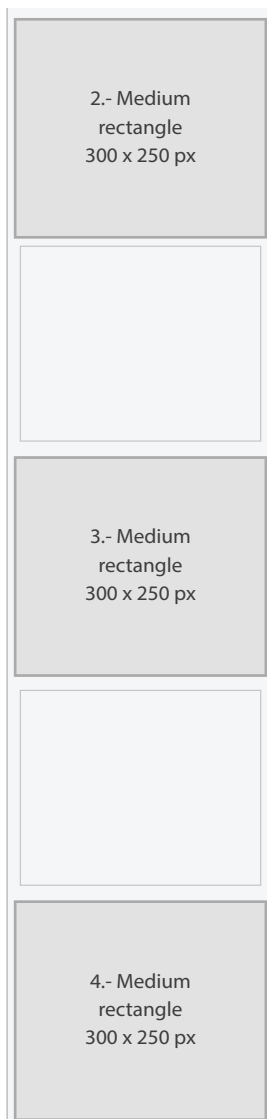 2.- Medium
rectangle
300 x 250 px
3.- Medium
rectangle
300 x 250 px
4.- Medium
rectangle
300 x 250 px